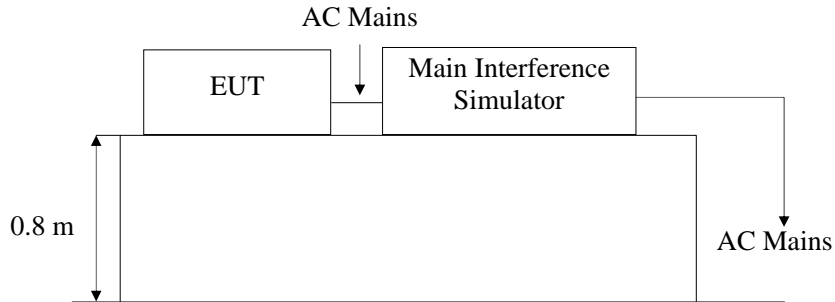 AC Mains
EUT
Main Interference
Simulator
0.8 m
AC Mains